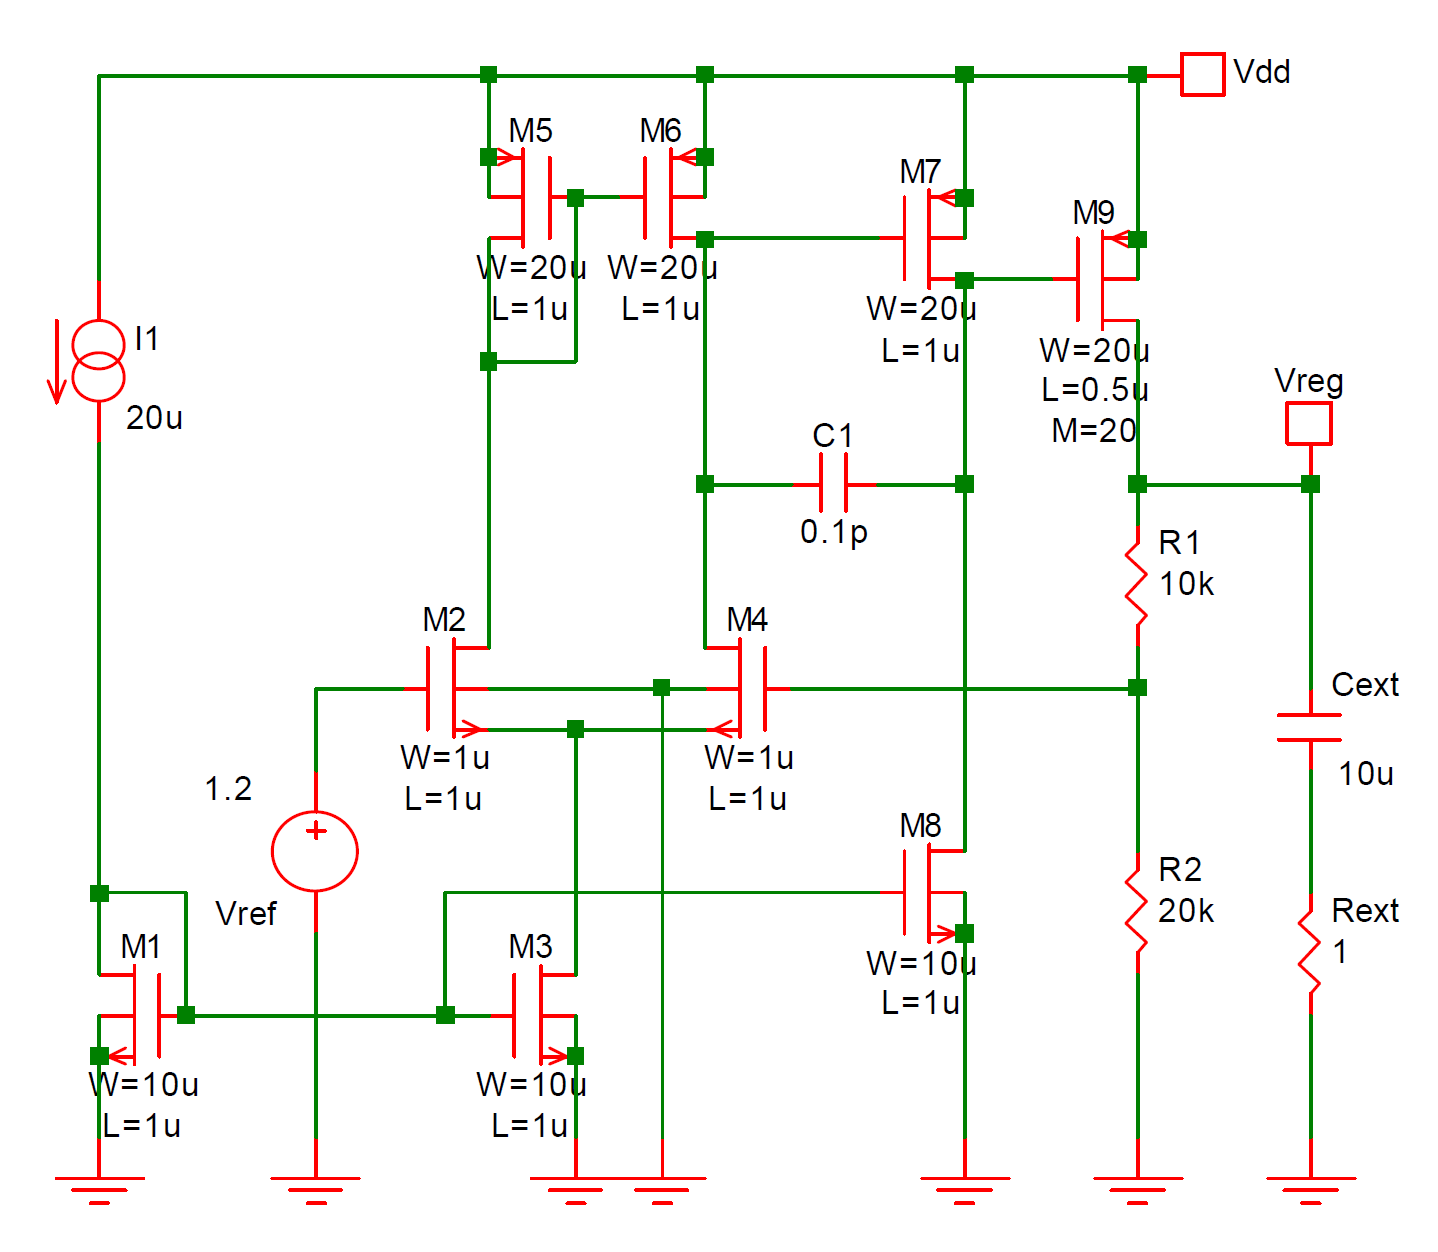 Vdd
M5
M6
M7
M9
W=20u
L=1u
W=20u
L=1u
W=20u
L=1u
W=20u
L=0.5u
M=20
I1
20u
Vreg
C1
0.1p
R1
10k
M2
W=1u
L=1u
M4
W=1u
L=1u
Cext
10u
1.2
Vref
M8
W=10u
L=1u
R2
20k
Rext
1
M1
W=10u
L=1u
M3
W=10u
L=1u